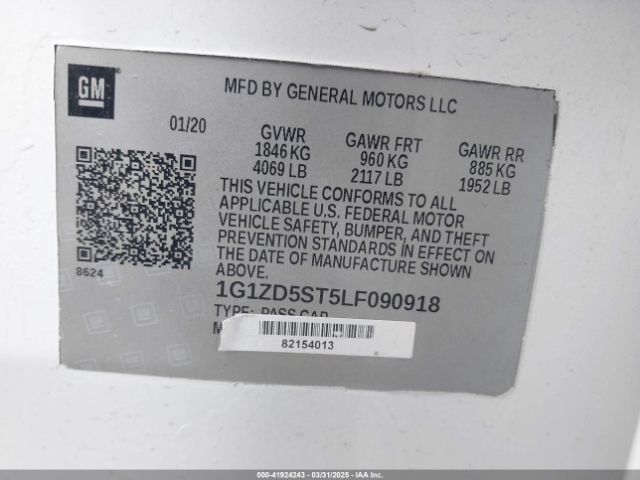 GM
MFD BY GENERAL MOTORS LLC
01/20
GVWR
1846 KG
4069 LB
GAWR FRT
960 KG
2117 LB
GAWR RR
885 KG
1952 LB
THIS VEHICLE CONFORMS TO ALL
APPLICABLE U.S. FEDERAL MOTOR
VEHICLE SAFETY, BUMPER, AND THEFT
PREVENTION STANDARDS IN EFFECT ON
THE DATE OF MANUFACTURE SHOWN
ABOVE.
8624
1G1ZD5ST5LF090918
TYPE: PASS CAR
82154013
000-41924243 - 03/31/2025 - IAA Inc.